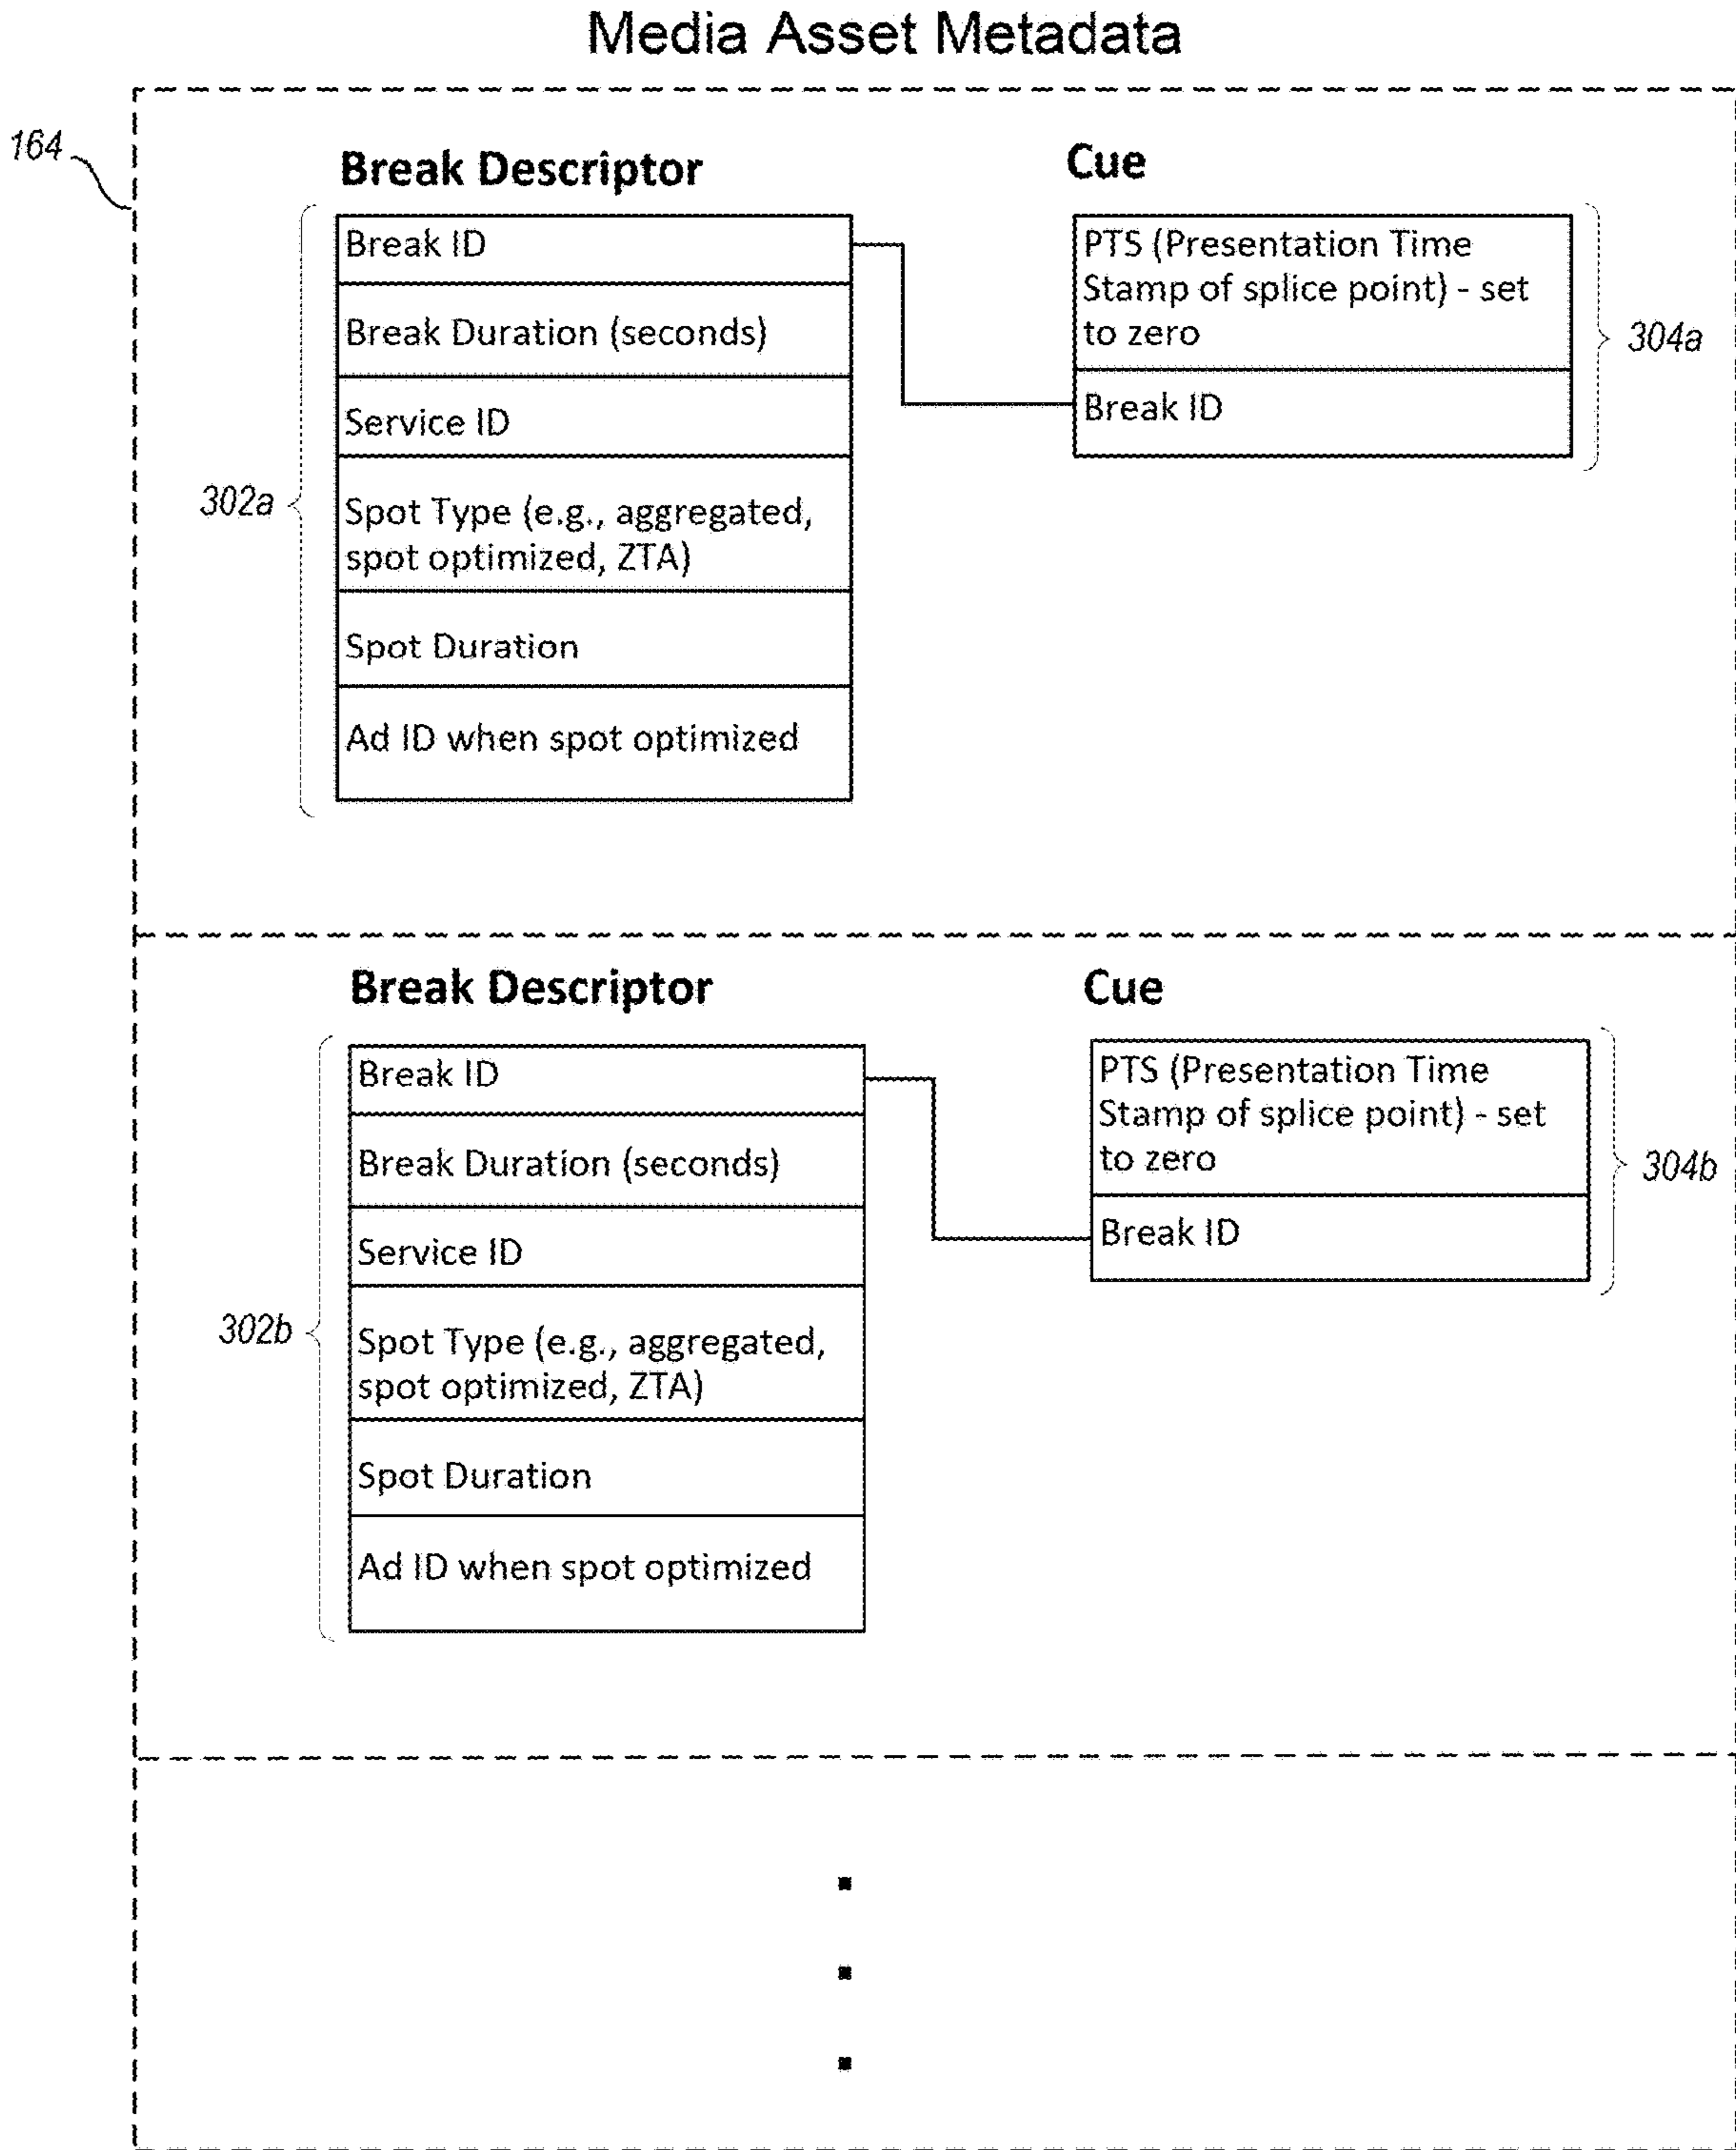 Media Asset Metadata
164
Break Descriptor
Cue
302a
Break ID
Break Duration (seconds)
Service ID
Spot Type (e.g., aggregated,
spot optimized, ZTA)
Spot Duration
Ad ID when spot optimized
PTS (Presentation Time
Stamp of splice point) - set
to zero
Break ID
304a
Break Descriptor
Cue
302b
Break ID
Break Duration (seconds)
Service ID
Spot Type (e.g., aggregated,
spot optimized, ZTA)
Spot Duration
Ad ID when spot optimized
PTS (Presentation Time
Stamp of splice point) - set
to zero
Break ID
304b